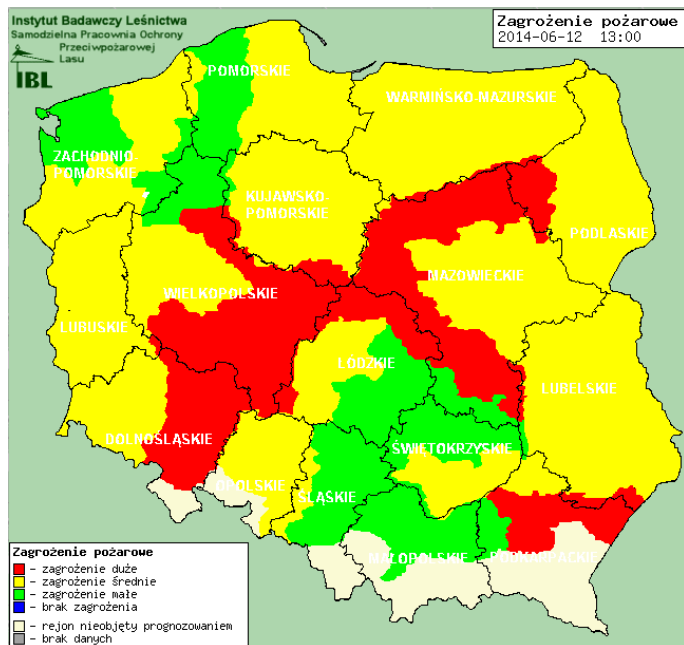 Instytut Badawczy Leśnictwa
Samodzielna Pracownia Ochrony
Przeciwpożarowej
Lasu
IBL
Zagrożenie pożarowe
2014-06-12 13:00
POMORSKIE
WARMIŃSKO-MAZURSKIE
ZACHODNIO-
POMORSKIE
KUJAWSKO-
POMORSKIE
PODLASKIE
MAZOWIECKIE
WIELKOPOLSKIE
LUBUSKIE
ŁÓDZKIE
LUBELSKIE
DOLNOŚLĄSKIE
ŚWIĘTOKRZYSKIE
OPOLSKIE
ŚLĄSKIE
MAŁOPOLSKIE
PODKARPACKIE
Zagrożenie pożarowe
- zagrożenie duże
- zagrożenie średnie
- zagrożenie małe
- brak zagrożenia
- rejon nieobjęty prognozowaniem
- brak danych